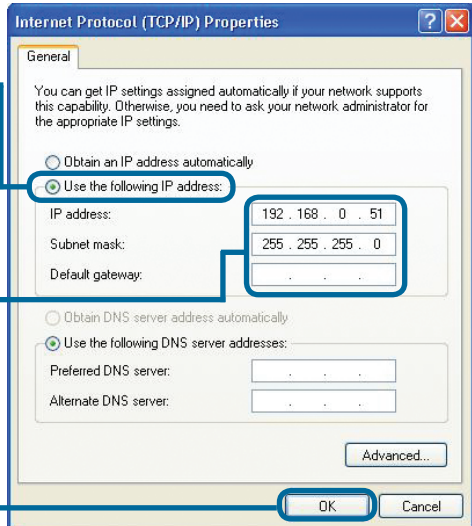 Internet Protocol (TCP/IP) Properties
General
You can get IP settings assigned automatically if your network supports
this capability. Otherwise, you need to ask your network administrator for
the appropriate IP settings.
Obtain an IP address automatically
Use the following IP address:
IP address: 192 . 168 . 0 . 51
Subnet mask: 255 . 255 . 255 . 0
Default gateway: . . .
Obtain DNS server address automatically
Use the following DNS server addresses:
Preferred DNS server: . . .
Alternate DNS server: . . .
Advanced...
OK Cancel